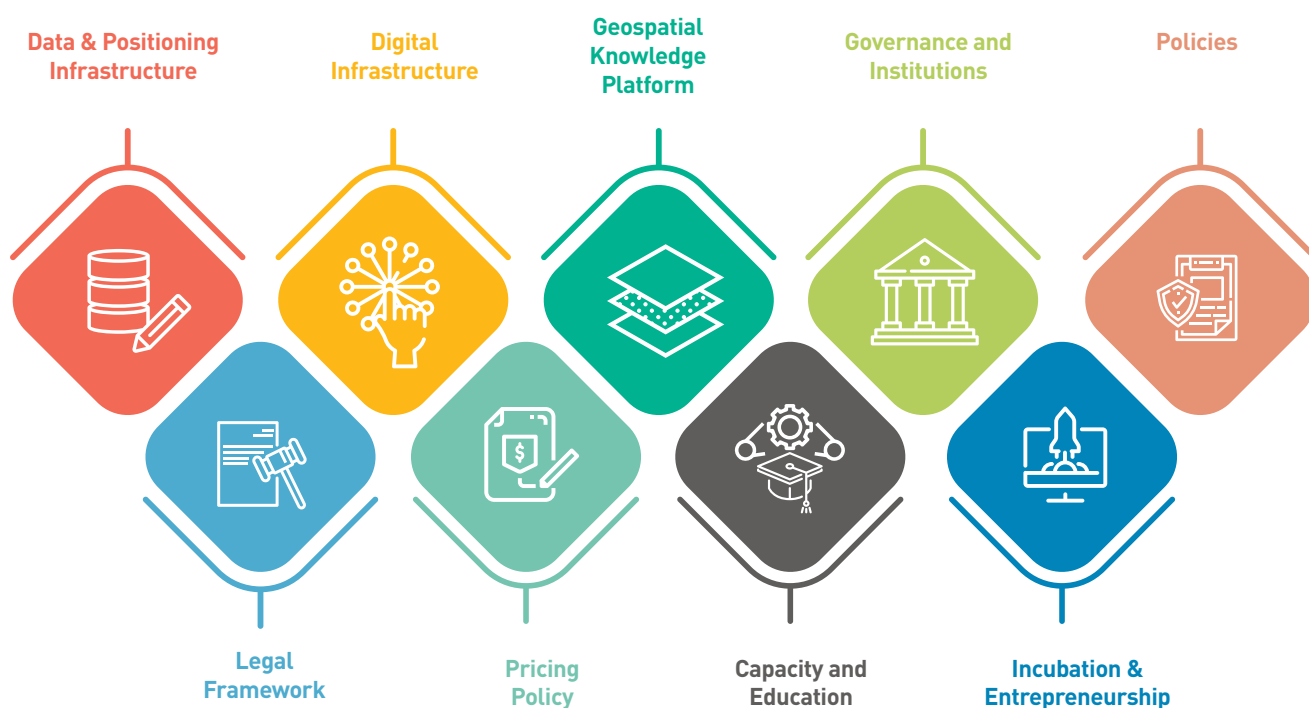 Data & Positioning
Infrastructure
Digital
Infrastructure
Geospatial
Knowledge
Platform
Governance and
Institutions
Policies
$
Legal
Framework
Pricing
Policy
Capacity and
Education
Incubation &
Entrepreneurship